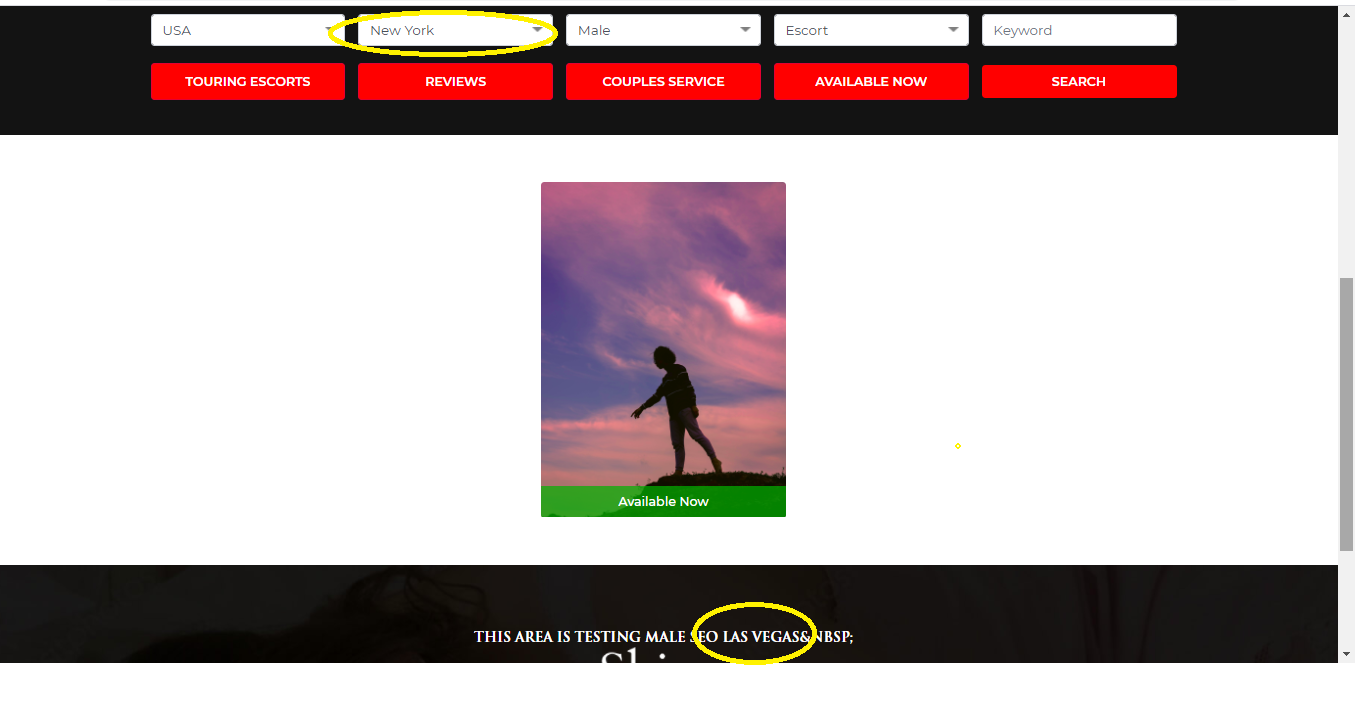 USA New York Male Escort Keyword
TOURING ESCORTS REVIEWS COUPLES SERVICE AVAILABLE NOW SEARCH
Available Now
THIS AREA IS TESTING MALE SEO LAS VEGAS&NBSP;